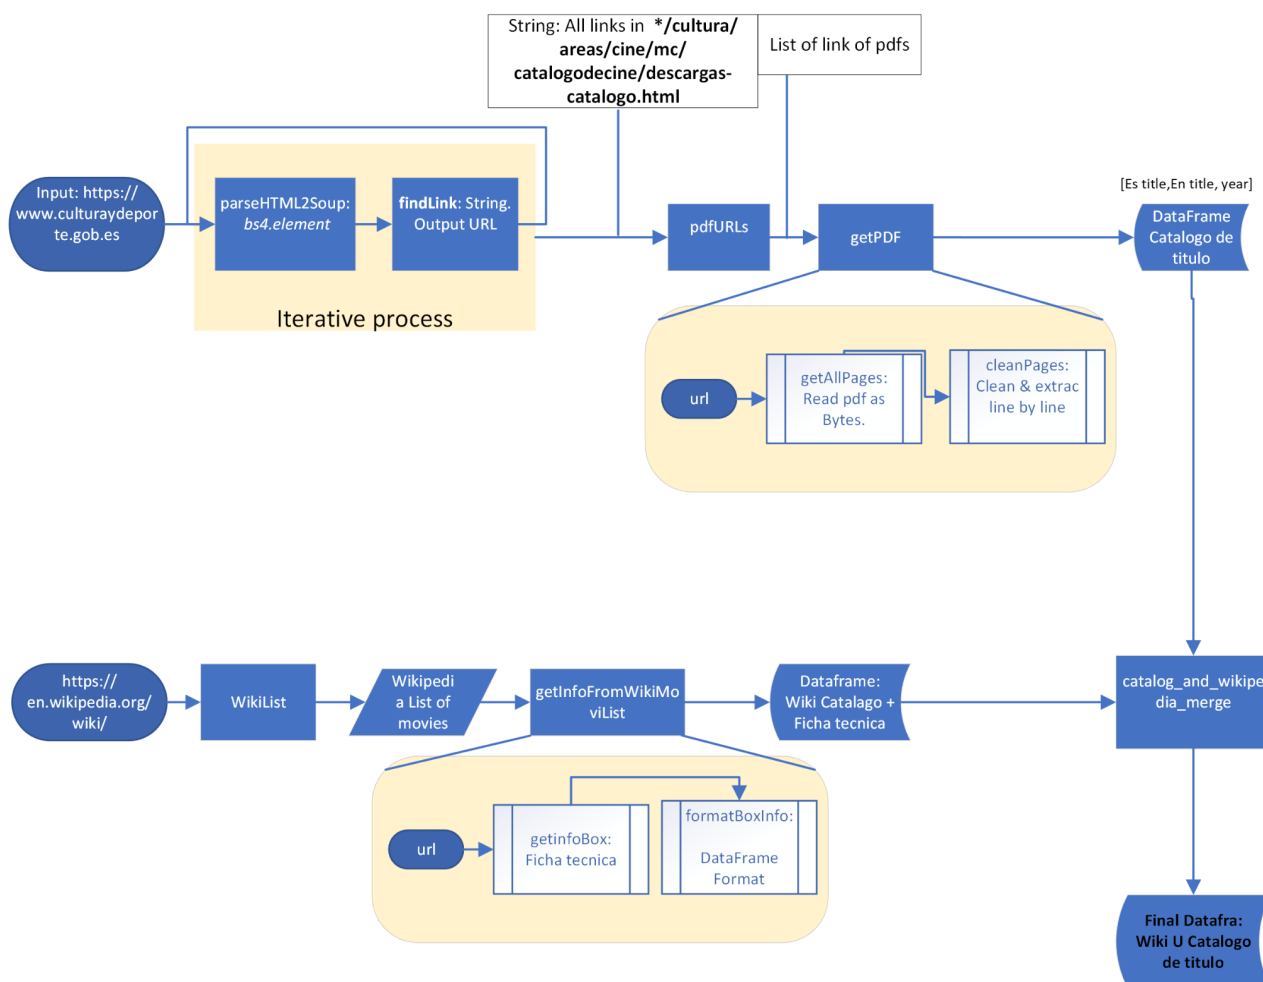 String: All links in */cultura/
areas/cine/mc/
catalogodecine/descargas-
catalogo.html
List of link of pdfs
Input: https://
www.culturaydepor
te.gob.es
parseHTML2Soup:
bs4.element
findLink: String.
Output URL
Iterative process
pdfURLs
getPDF
[Es title,En title, year]
DataFrame
Catalogo de
titulo
url
getAllPages:
Read pdf as
Bytes.
cleanPages:
Clean & extrac
line by line
https://
en.wikipedia.org/
wiki/
WikiList
Wikipedi
a List of
movies
getInfoFromWikiMo
viList
Dataframe:
Wiki Catalago +
Ficha tecnica
catalog_and_wikipe
dia_merge
url
getinfoBox:
Ficha tecnica
formatBoxInfo:
DataFrame
Format
Final Datafra:
Wiki U Catalogo
de titulo